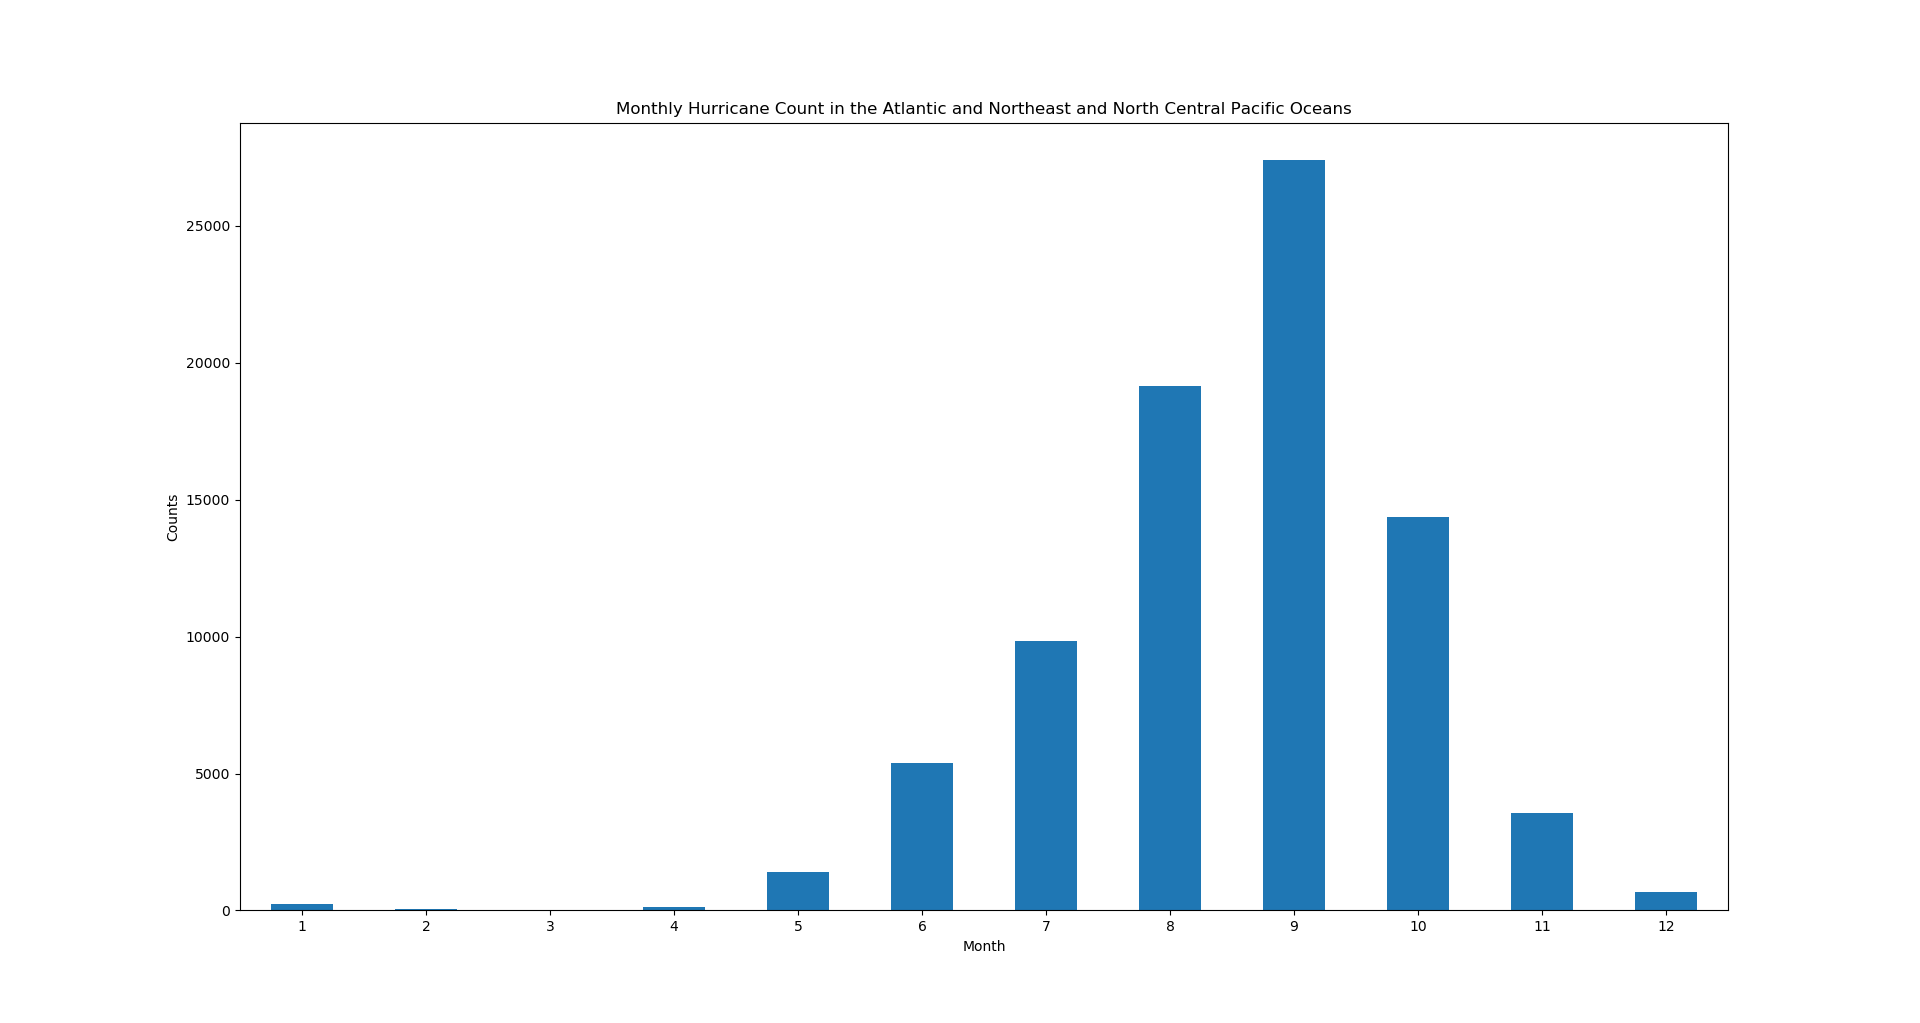 Monthly Hurricane Count in the Atlantic and Northeast and North Central Pacific Oceans
25000
20000
15000
10000
5000
0
Counts
1 2 3 4 5 6 7 8 9 10 11 12
Month